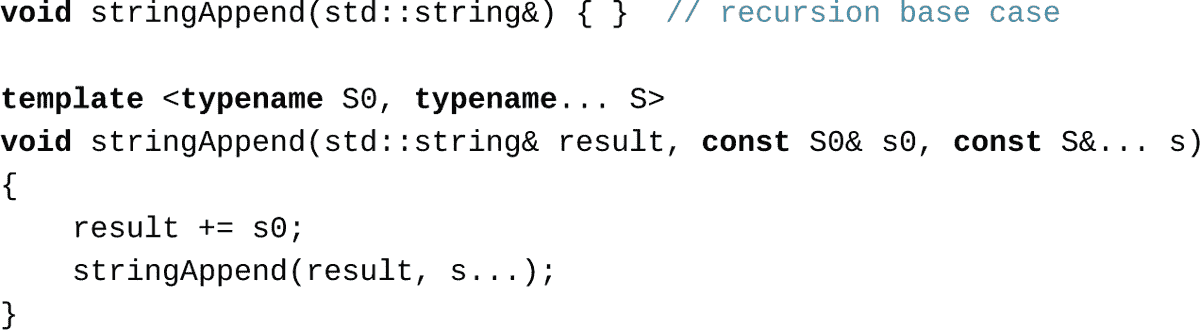 void stringAppend(std::string&) { }  // recursion base case

template <typename S0, typename... S>
void stringAppend(std::string& result, const S0& s0, const S&... s)
{
    result += s0;
    stringAppend(result, s...);
}